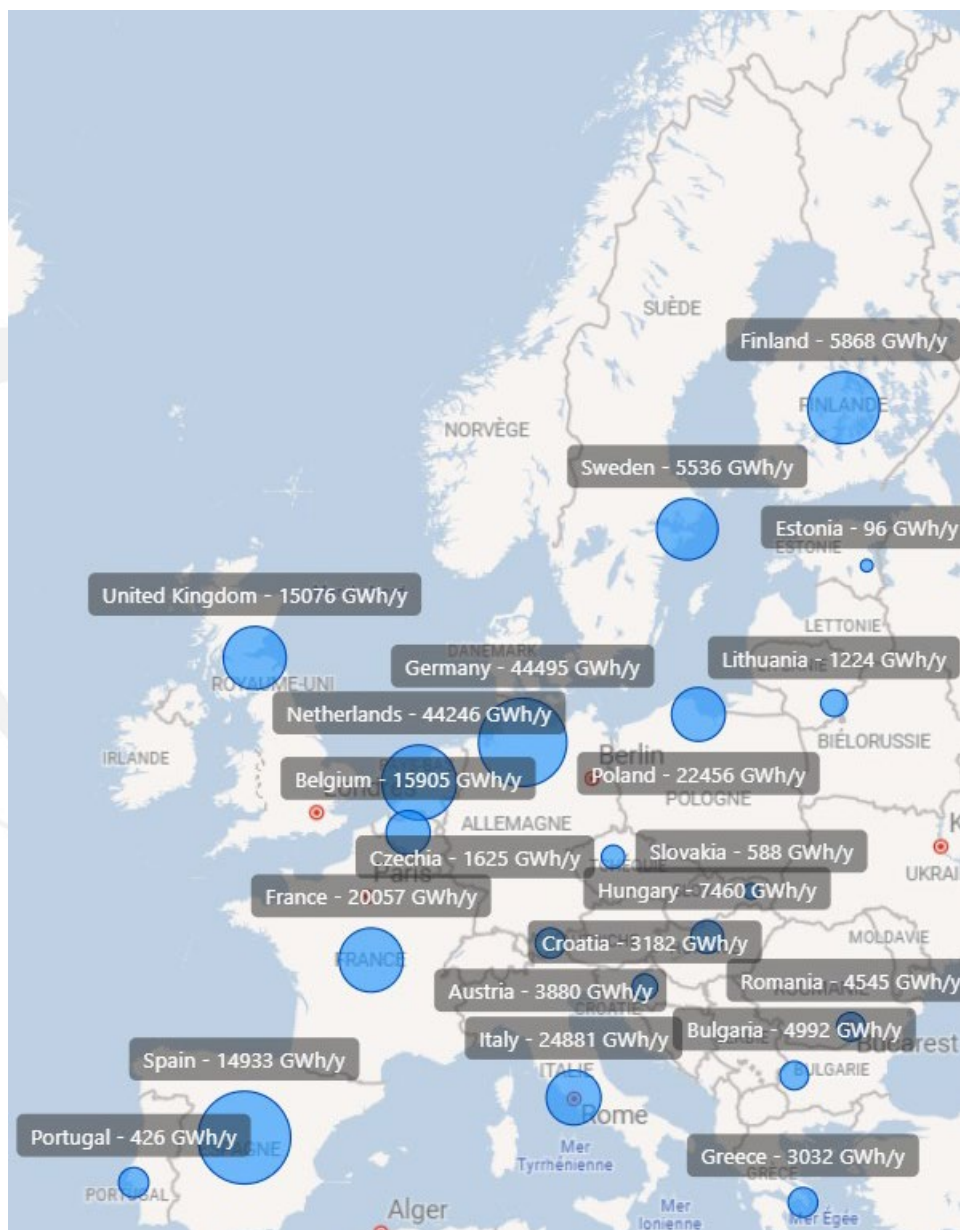 SUÈDE
Finland - 5868 GWh/y
FINLANDE
NORVÈGE
Sweden - 5536 GWh/y
Estonia - 96 GWh/y
ESTONIE
United Kingdom - 15076 GWh/y
LETTONIE
DANEMARK
Germany - 44495 GWh/y
Lithuania - 1224 GWh/y
ROYAUME-UNI
Netherlands - 44246 GWh/y
BIÉLORUSSIE
IRLANDE
Berlin
Belgium - 15905 GWh/y
Poland - 22456 GWh/y
POLOGNE
ALLEMAGNE
K
Czechia - 1625 GWh/y
Slovakia - 588 GWh/y
Paris
UKRAI
France - 20057 GWh/y
Hungary - 7460 GWh/y
MOLDAVIE
Croatia - 3182 GWh/y
FRANCE
Austria - 3880 GWh/y
Romania - 4545 GWh/y
ROUMANIE
CROATIE
Italy - 24881 GWh/y
Bulgaria - 4992 GWh/y
Bucarest
Spain - 14933 GWh/y
ITALIE
BULGARIE
Rome
Portugal - 426 GWh/y
ESPAGNE
Mer
Tyrrhénienne
Greece - 3032 GWh/y
GRÈCE
PORTUGAL
Alger
Mer
Ionienne
Mer Égée